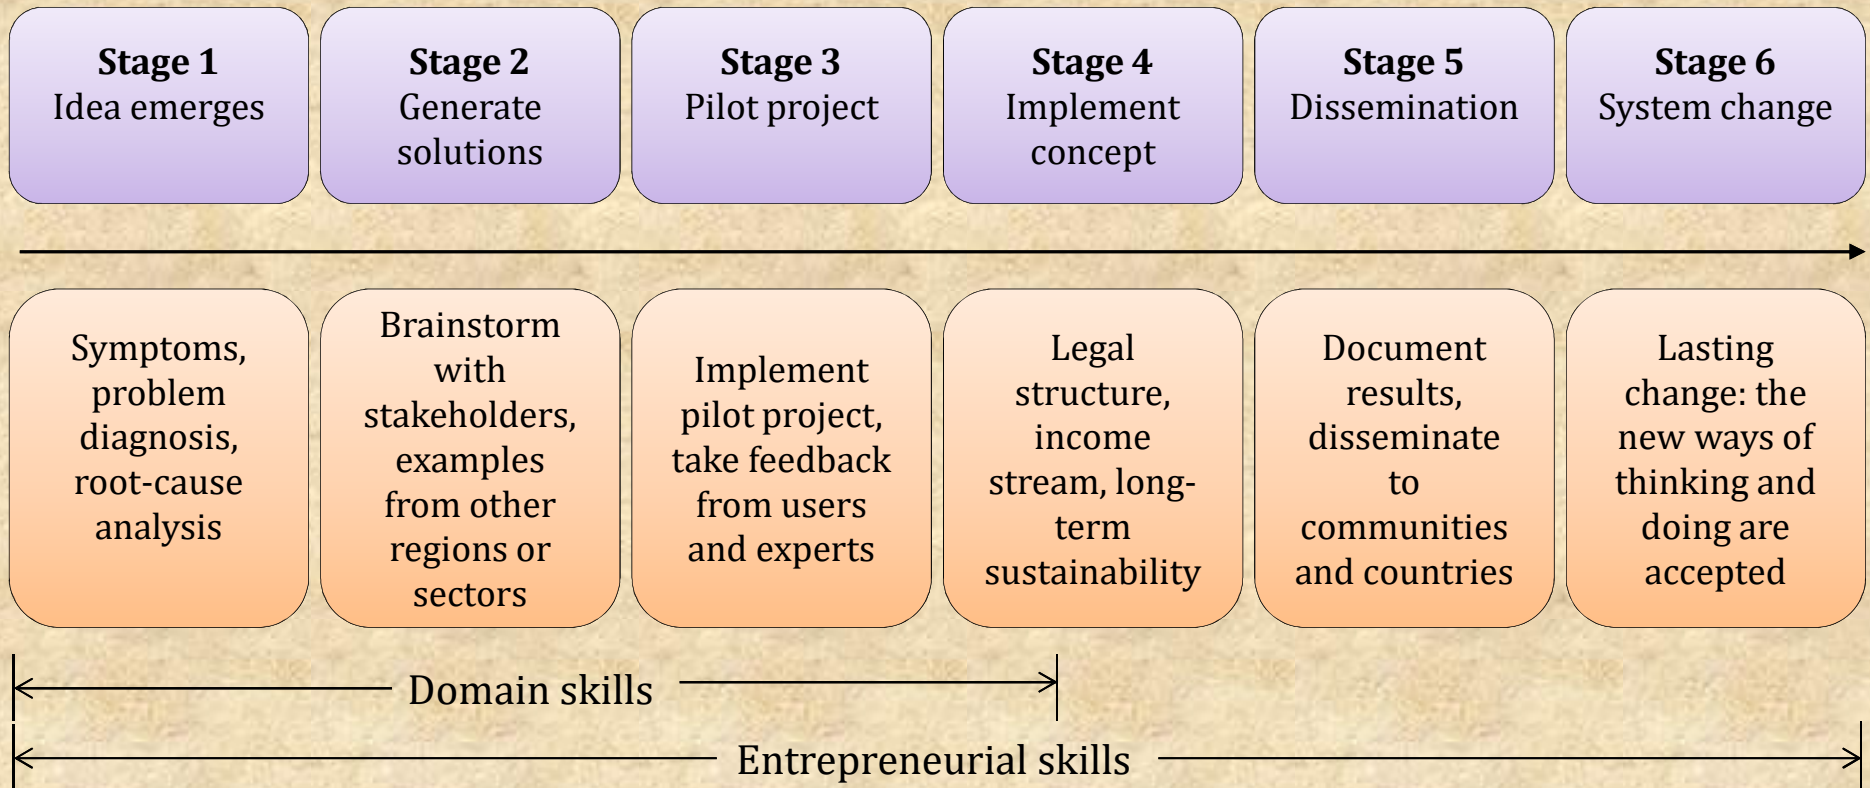 Stage 1
Idea emerges
Stage 2
Generate
solutions
Stage 3
Pilot project
Stage 4
Implement
concept
Stage 5
Dissemination
Stage 6
System change
Symptoms,
problem
diagnosis,
root-cause
analysis
Brainstorm
with
stakeholders,
examples
from other
regions or
sectors
Implement
pilot project,
take feedback
from users
and experts
Legal
structure,
income
stream, long-
term
sustainability
Document
results,
disseminate
to
communities
and countries
Lasting
change: the
new ways of
thinking and
doing are
accepted
Domain skills
Entrepreneurial skills